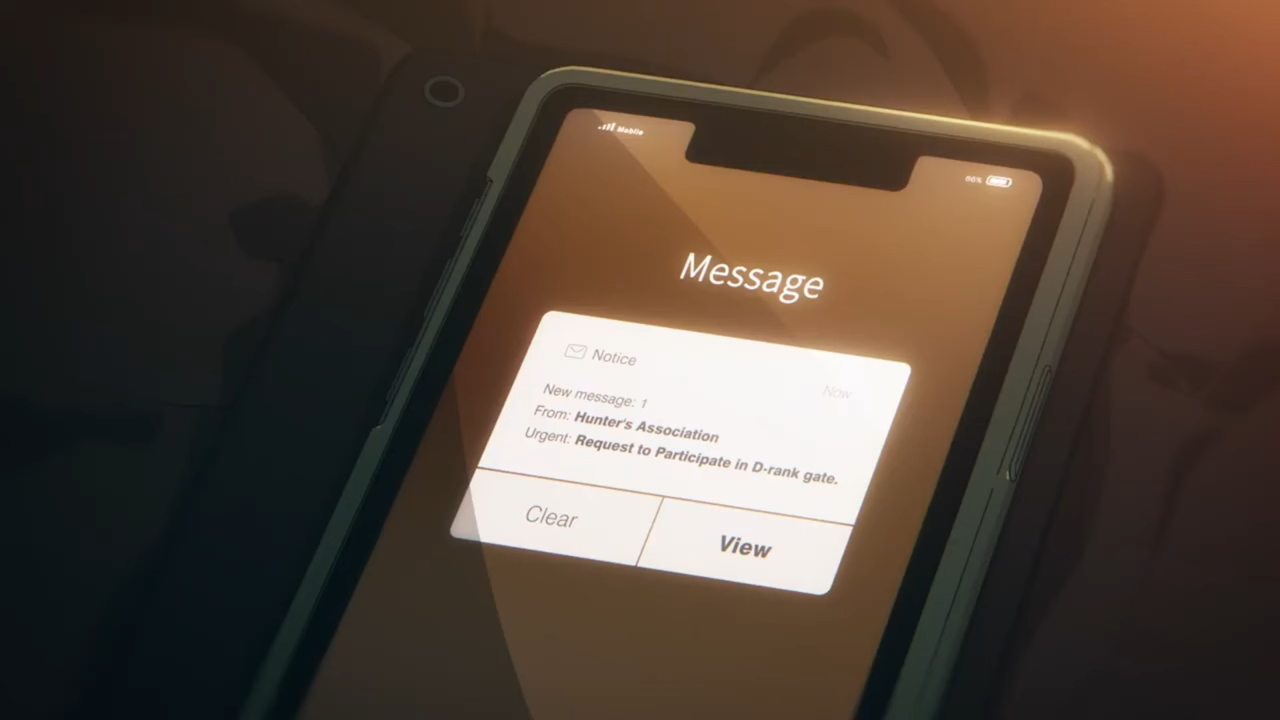 Mobile
66%
Message
Notice
Now
New message: 1
From: Hunter's Association
Urgent: Request to Participate in D-rank gate.
Clear
View